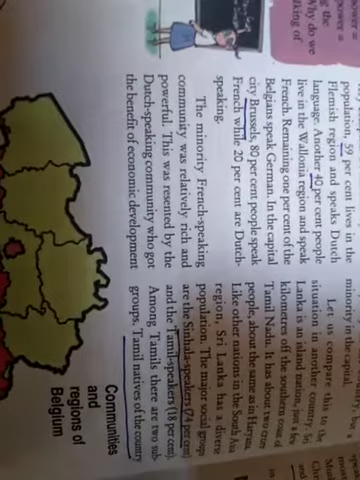 power =
power =
g the
Why do we
lking of
population, 59 per cent lives in the
Flemish region and speaks Dutch
language. Another 40 per cent people
live in the Wallonia region and speak
French. Remaining one per cent of the
Belgians speak German. In the capital
city Brussels, 80 per cent people speak
French while 20 per cent are Dutch-
speaking.
The minority French-speaking
community was relatively rich and
powerful. This was resented by the
Dutch-speaking community who got
the benefit of economic development
minority in the capital.
Let us compare this to the
situation in another country. Sri
Lanka is an island nation, just a few
kilometres off the southern coast of
Tamil Nadu. It has about two crore
people, about the same as in Haryana.
Like other nations in the South Asia
region, Sri Lanka has a diverse
population. The major social groups
are the Sinhala-speakers (74 per cent)
and the Tamil-speakers (18 per cent).
Among Tamils there are two sub-
groups. Tamil natives of the country
Communities
and
regions of
Belgium